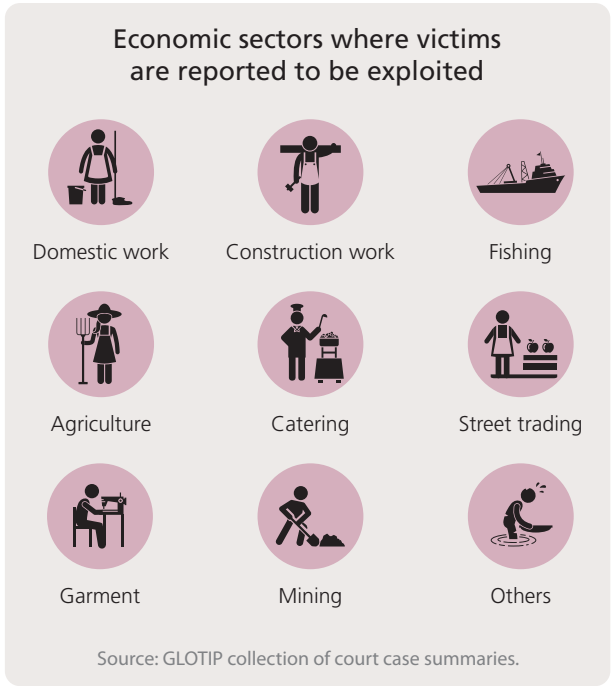 Economic sectors where victims
are reported to be exploited
Domestic work
Construction work
Fishing
Agriculture
Catering
Street trading
Garment
Mining
Others
Source: GLOTIP collection of court case summaries.